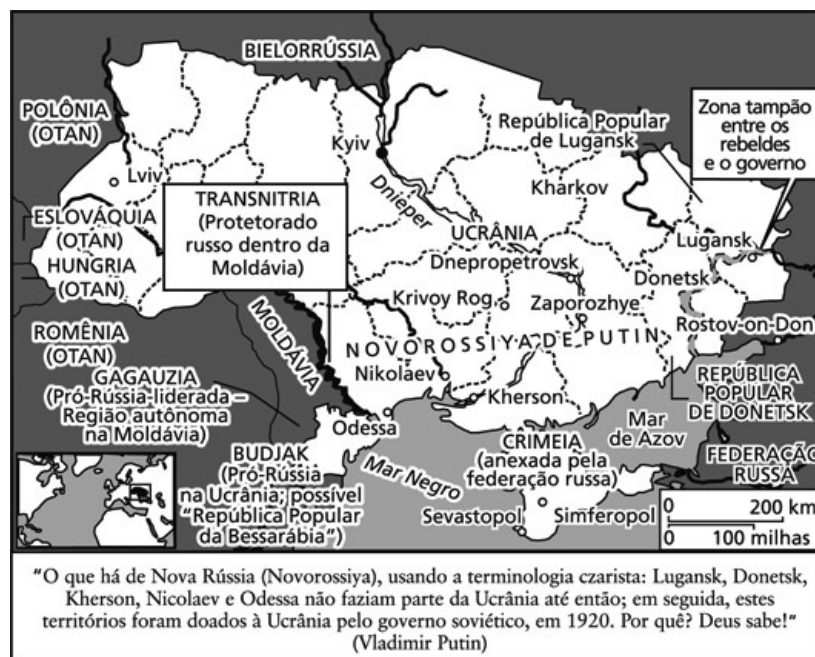 BIELORRÚSSIA
POLÔNIA
(OTAN)
República Popular
de Lugansk
Zona tampão
entre os
rebeldes
e o governo
Kyiv
Lviv
Dnieper
Kharkov
TRANSNITRIA
(Protetorado
russo dentro da
Moldávia)
ESLOVÁQUIA
(OTAN)
HUNGRIA
(OTAN)
UCRÂNIA
Lugansk
Dnepropetrovsk
Donetsk
Krivoy Rog
Zaporozhye
ROMÊNIA
(OTAN)
MOLDÁVIA
Rostov-on-Don
NOVOROSSIYA DE PUTIN
GAGAUZIA
(Pró-Rússia-liderada –
Região autônoma
na Moldávia)
Nikolaev
Kherson
REPÚBLICA
POPULAR
DE DONETSK
Odessa
Mar
de Azov
BUDJAK
(Pró-Rússia
na Ucrânia; possível
“República Popular
da Bessarábia”)
Mar Negro
CRIMEIA
(anexada pela
federação russa)
FEDERAÇÃO
RUSSA
Sevastopol
Simferopol
0 200 km
0 100 milhas
“O que há de Nova Rússia (Novorossiya), usando a terminologia czarista: Lugansk, Donetsk,
Kherson, Nicolaev e Odessa não faziam parte da Ucrânia até então; em seguida, estes
territórios foram doados à Ucrânia pelo governo soviético, em 1920. Por quê? Deus sabe!”
(Vladimir Putin)